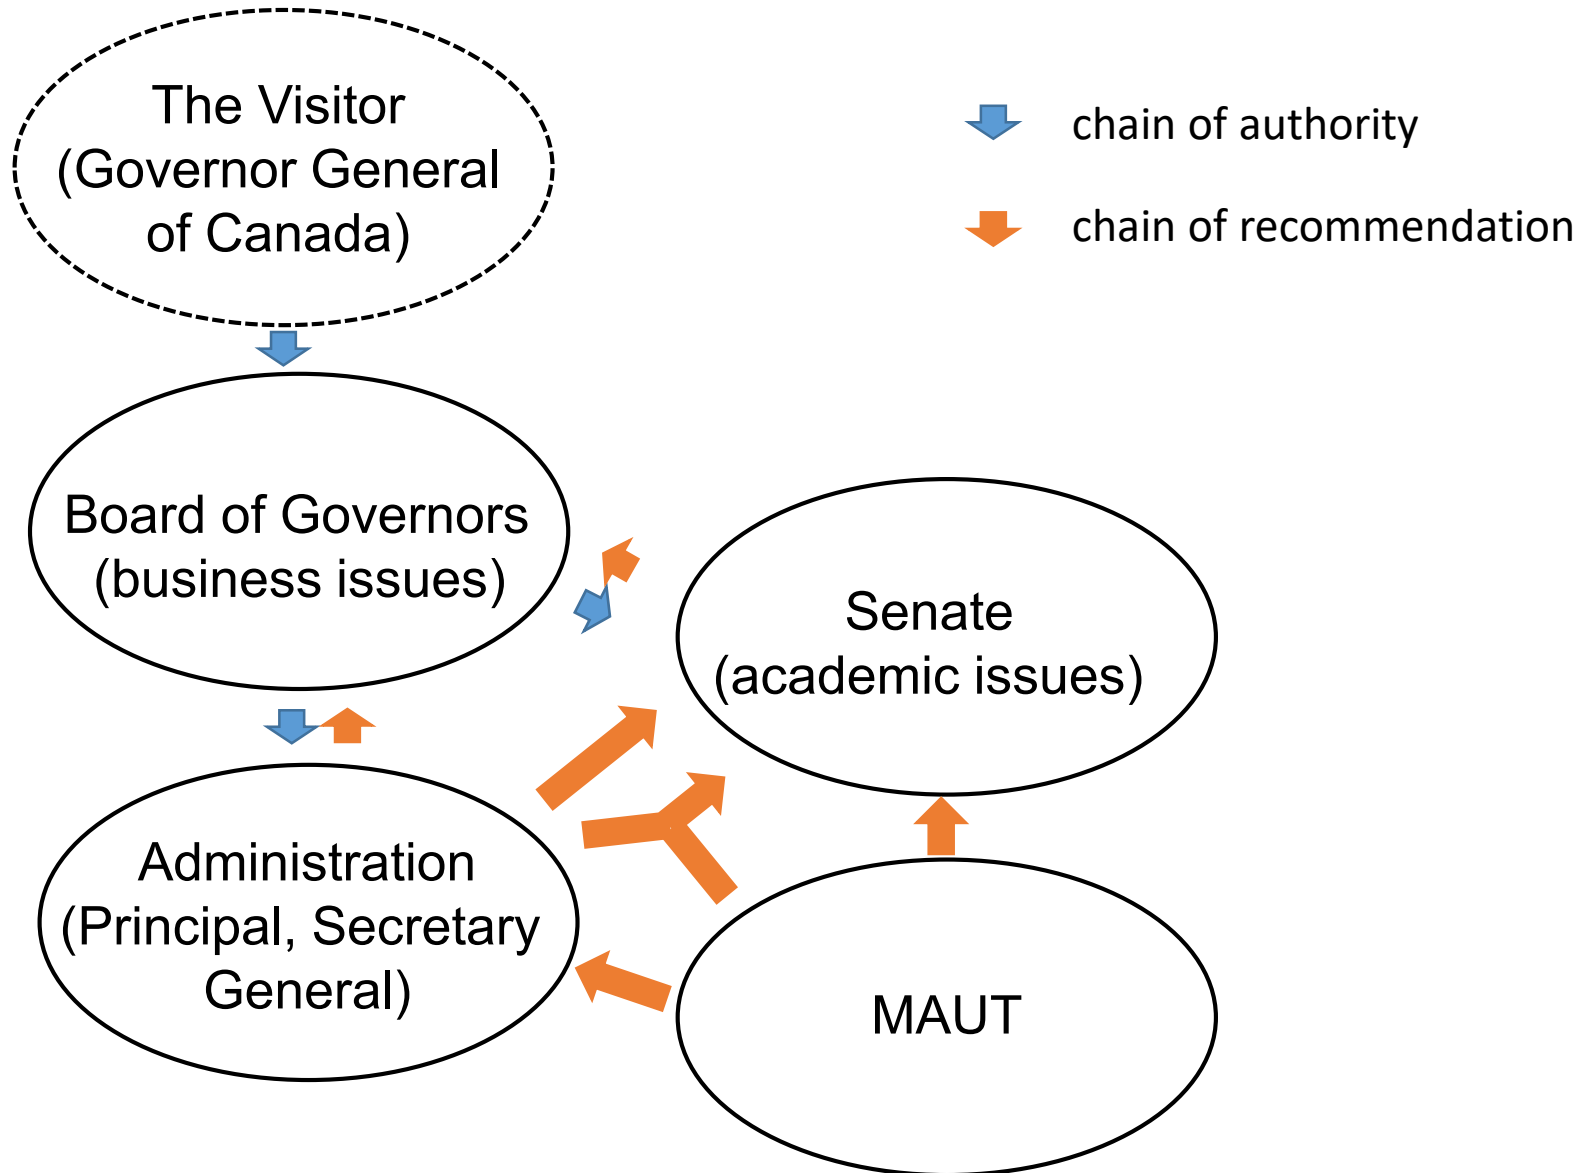 The Visitor
(Governor General
of Canada)
chain of authority
chain of recommendation
Board of Governors
(business issues)
Senate
(academic issues)
Administration
(Principal, Secretary
General)
MAUT